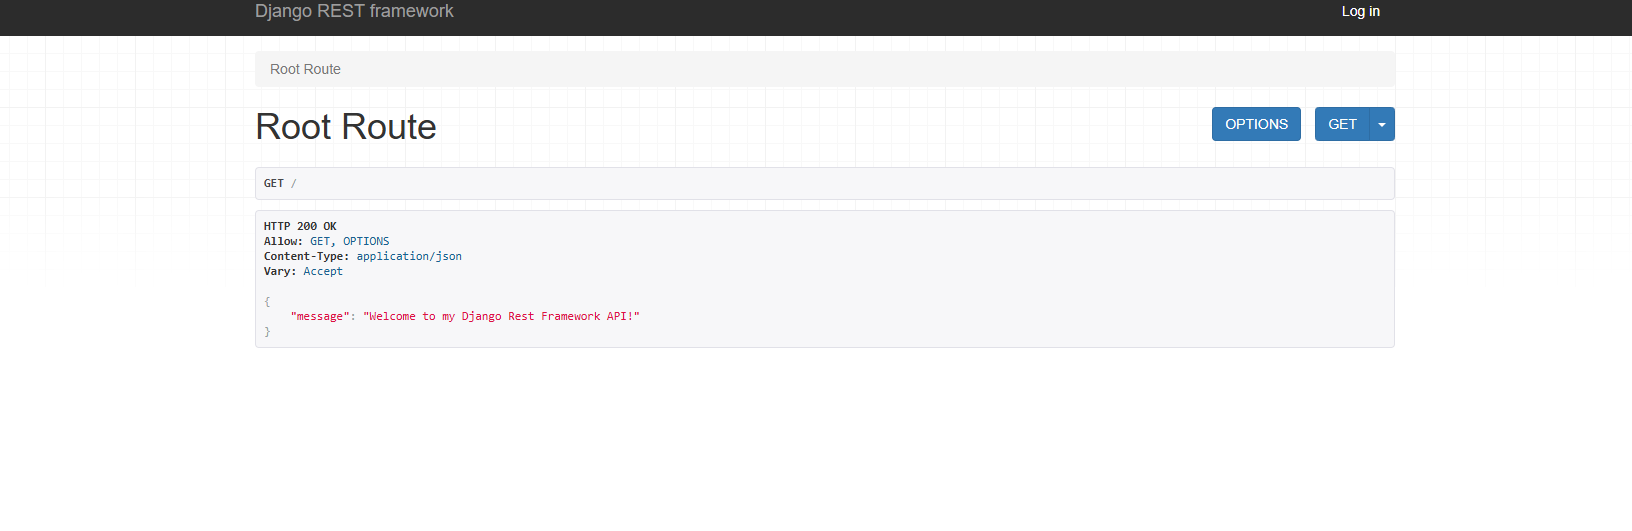 Django REST framework
Log in
Root Route
Root Route
OPTIONS
GET
GET /
HTTP 200 OK
Allow: GET, OPTIONS
Content-Type: application/json
Vary: Accept
{
    "message": "Welcome to my Django Rest Framework API!"
}